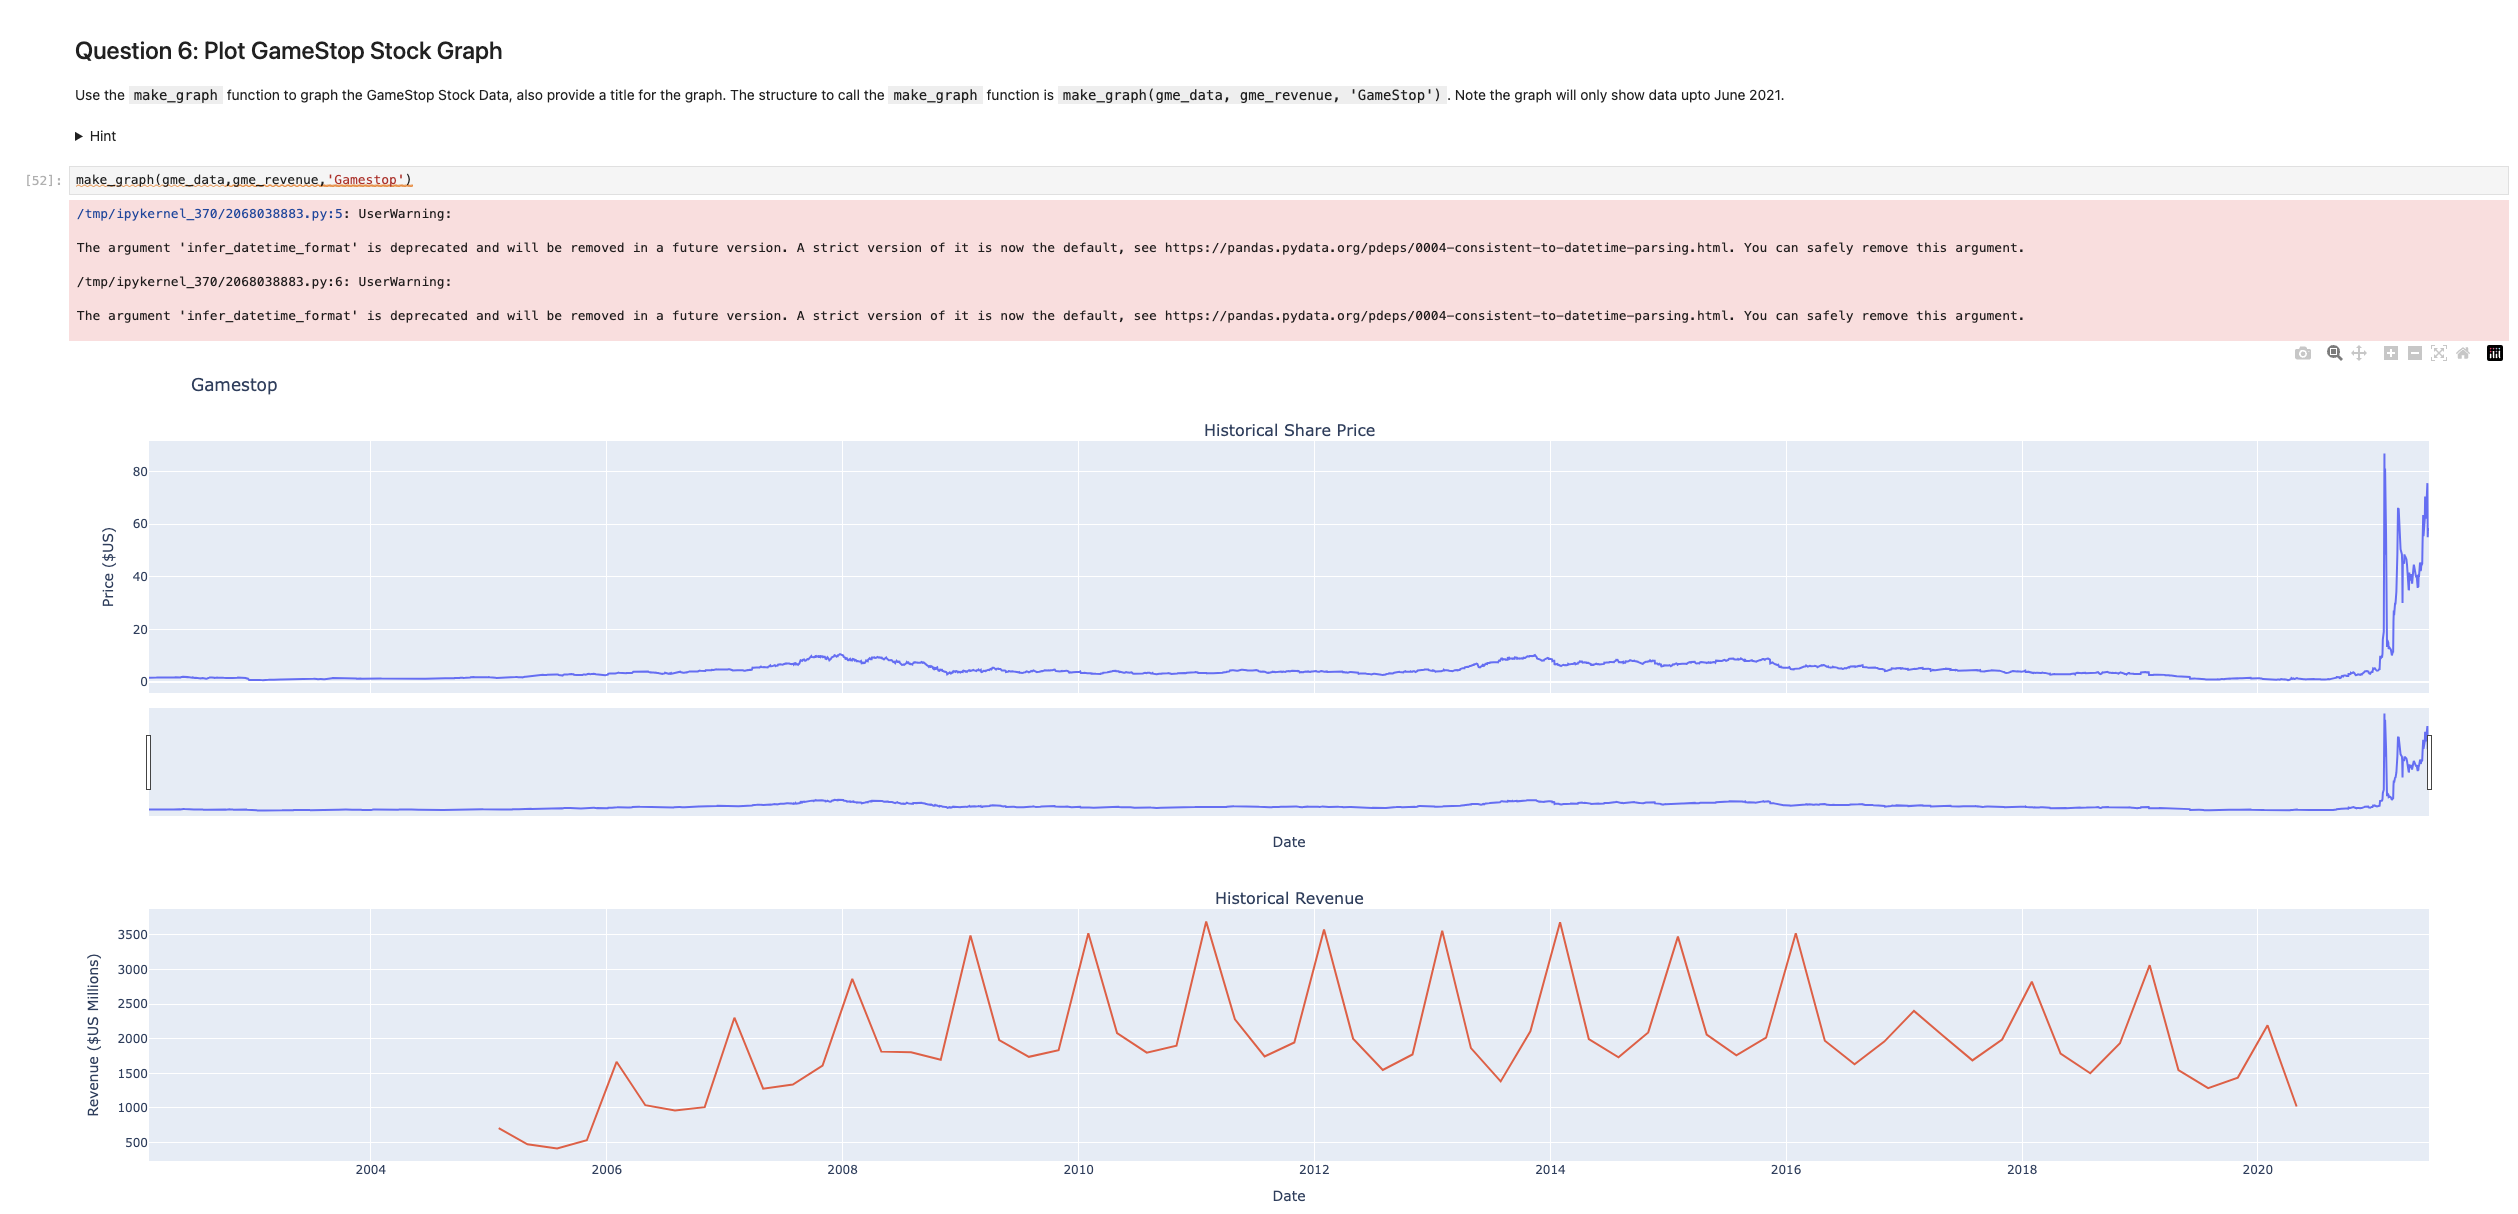 Question 6: Plot GameStop Stock Graph
Use the make_graph function to graph the GameStop Stock Data, also provide a title for the graph. The structure to call the make_graph function is make_graph(gme_data, gme_revenue, 'GameStop') . Note the graph will only show data upto June 2021.
Hint
[52]: make_graph(gme_data,gme_revenue,'Gamestop')
/tmp/ipykernel_370/2068038883.py:5: UserWarning:
The argument 'infer_datetime_format' is deprecated and will be removed in a future version. A strict version of it is now the default, see https://pandas.pydata.org/pdeps/0004-consistent-to-datetime-parsing.html. You can safely remove this argument.
/tmp/ipykernel_370/2068038883.py:6: UserWarning:
The argument 'infer_datetime_format' is deprecated and will be removed in a future version. A strict version of it is now the default, see https://pandas.pydata.org/pdeps/0004-consistent-to-datetime-parsing.html. You can safely remove this argument.
Gamestop
Historical Share Price
Price ($US)
80
60
40
20
0
Date
Historical Revenue
Revenue ($US Millions)
3500
3000
2500
2000
1500
1000
500
2004 2006 2008 2010 2012 2014 2016 2018 2020
Date